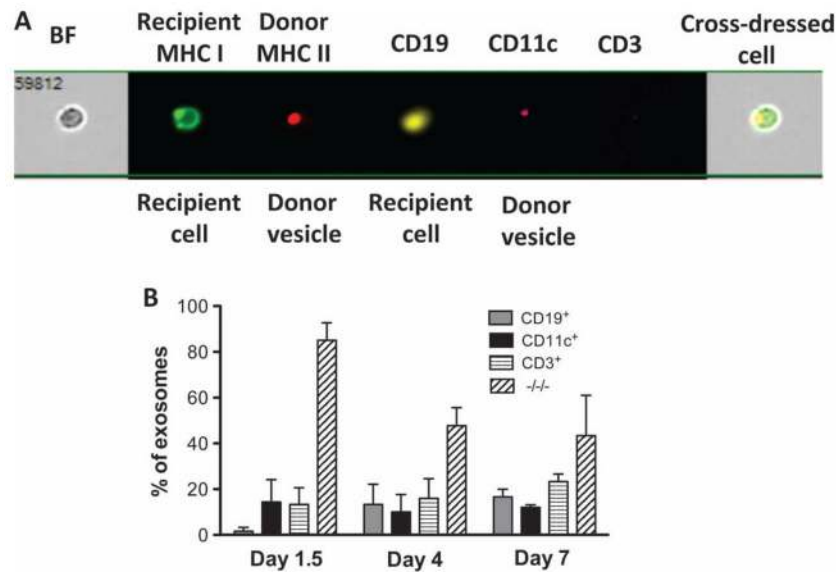 A
BF
Recipient MHC I
Donor MHC II
CD19
CD11c
CD3
Cross-dressed cell
59812
Recipient cell
Donor vesicle
Recipient cell
Donor vesicle
B
% of exosomes
100
80
60
40
20
0
CD19⁺
CD11c⁺
CD3⁺
-/-/-
Day 1.5
Day 4
Day 7